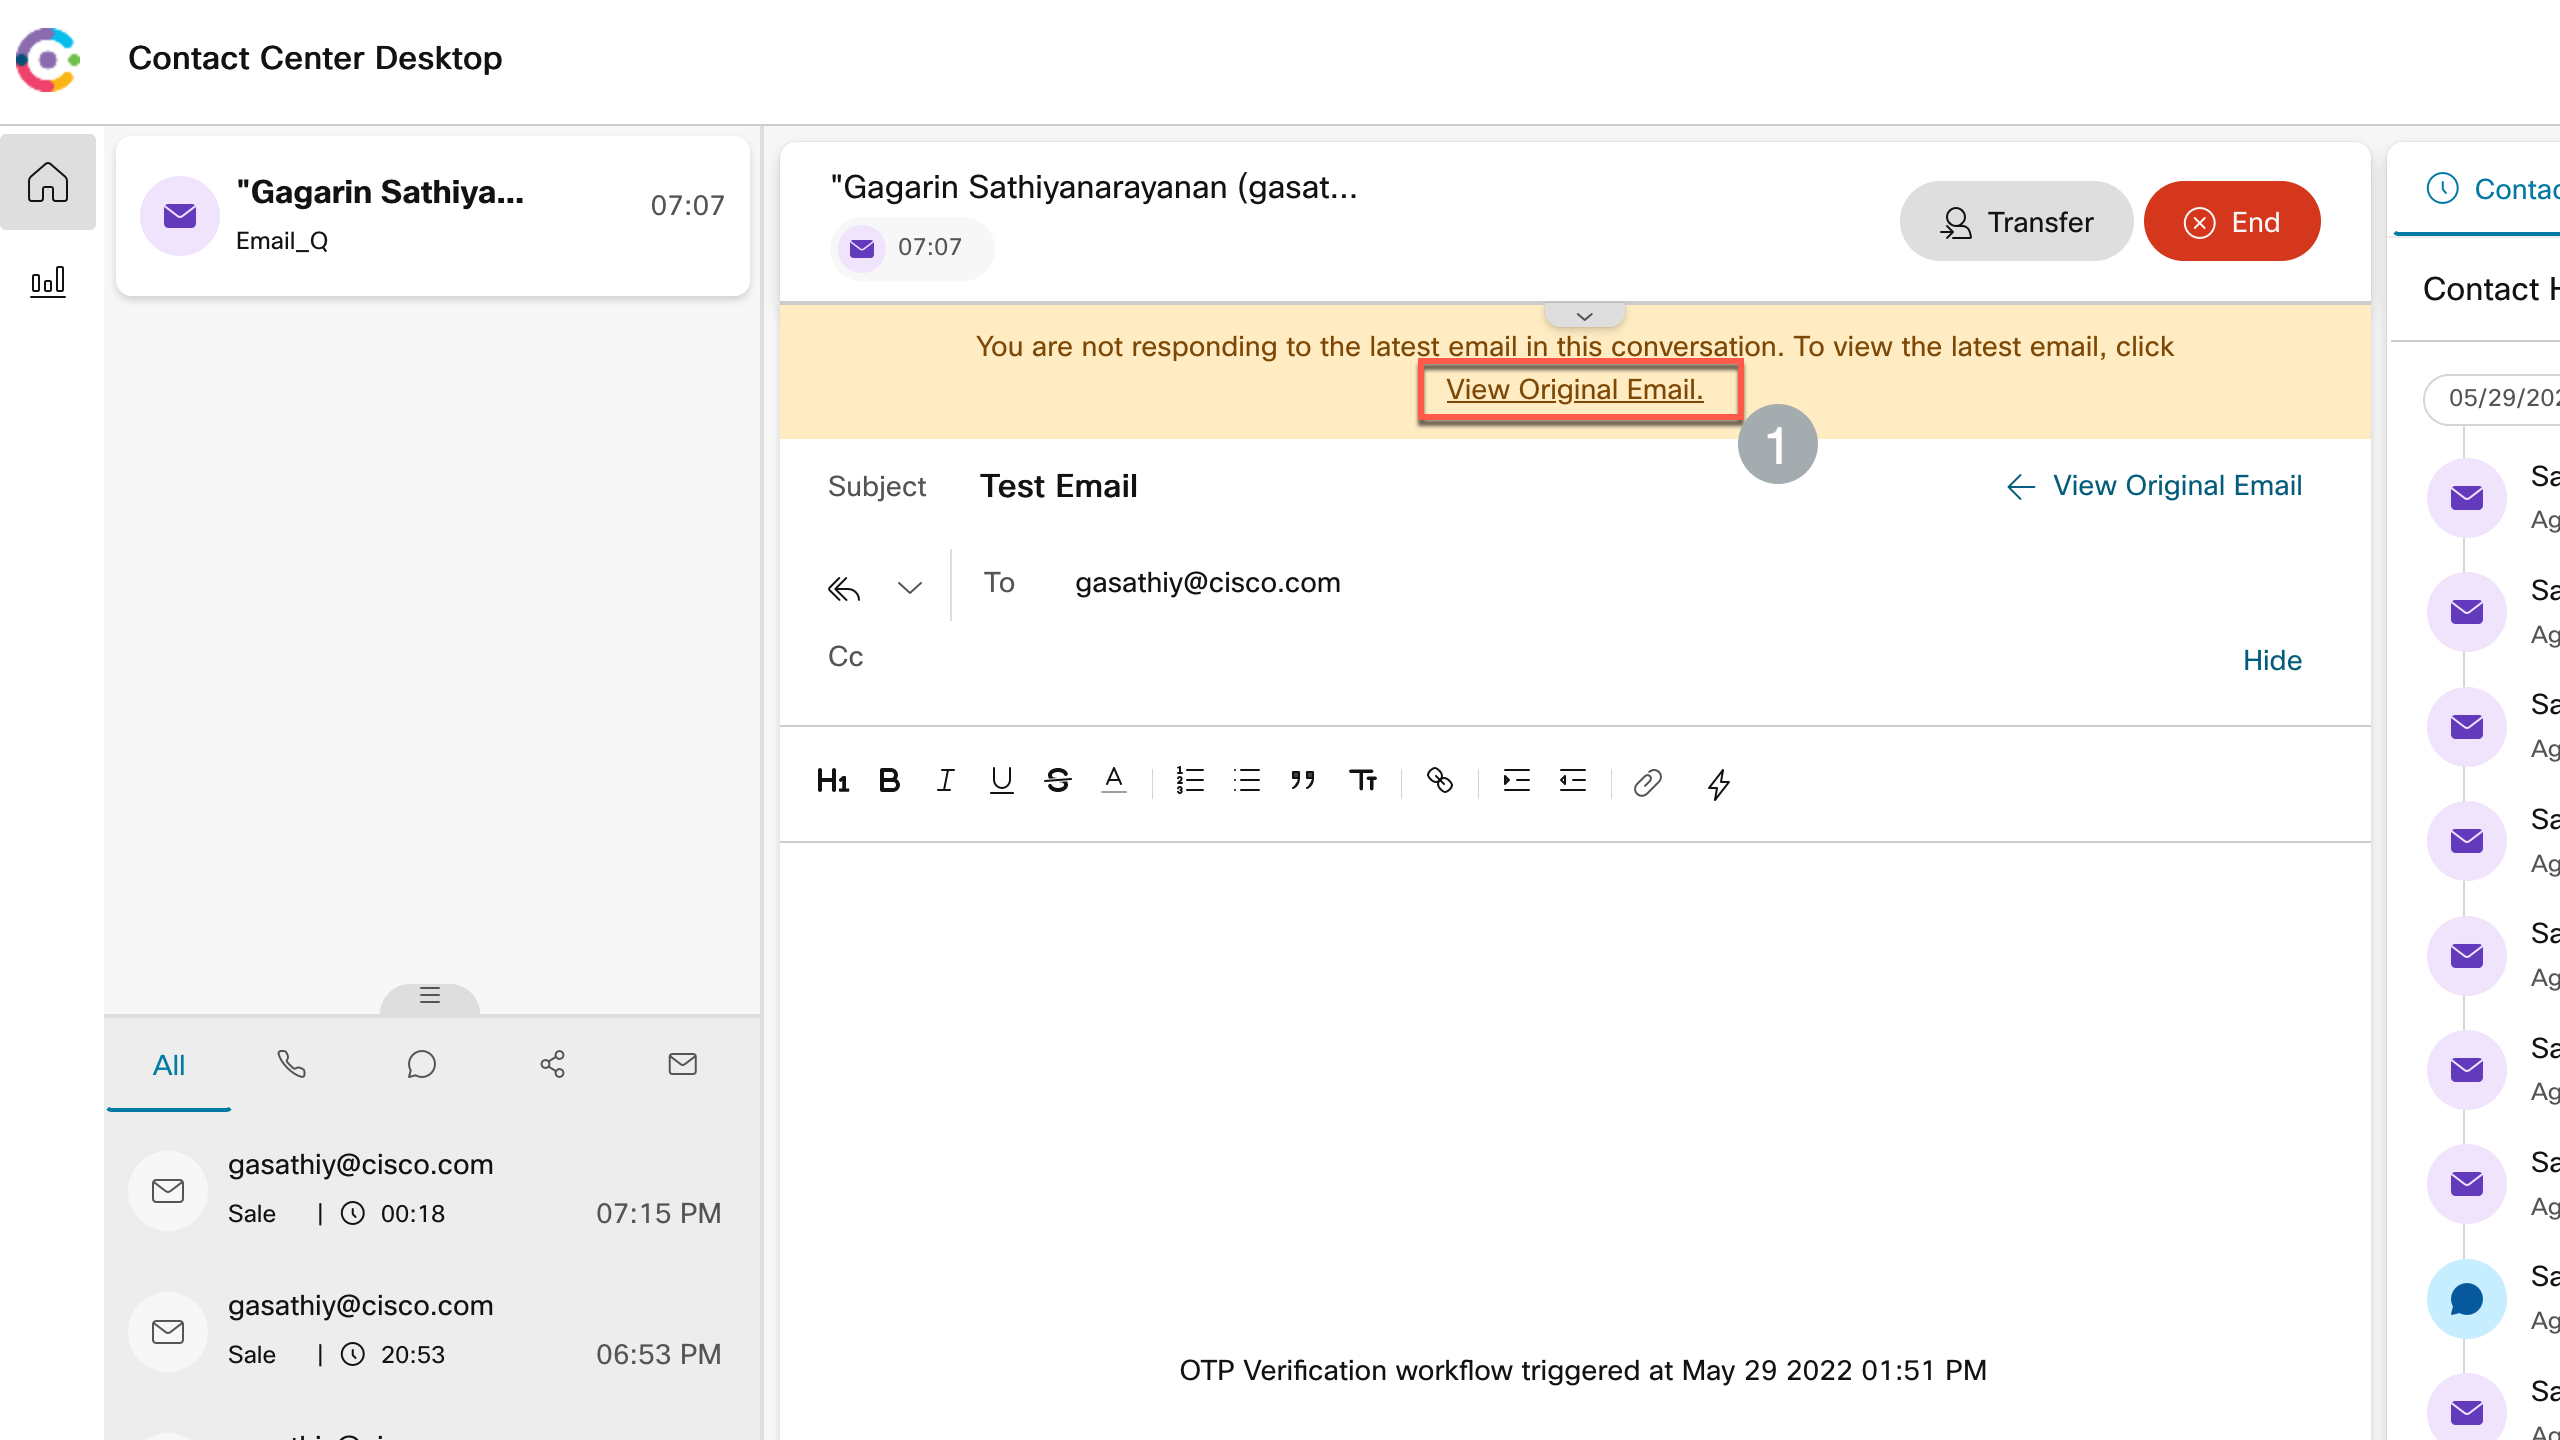 Contact Center Desktop
"Gagarin Sathiya...
07:07
Email_Q
"Gagarin Sathiyanarayanan (gasat...
07:07
Transfer
End
You are not responding to the latest email in this conversation. To view the latest email, click
View Original Email.
1
Subject
Test Email
View Original Email
To
gasathiy@cisco.com
Cc
Hide
H1 B I U S A
Tт
OTP Verification workflow triggered at May 29 2022 01:51 PM
All
gasathiy@cisco.com
Sale | 00:18
07:15 PM
gasathiy@cisco.com
Sale | 20:53
06:53 PM
Contac
Contact H
05/29/202
Sa
Ag
Sa
Ag
Sa
Ag
Sa
Ag
Sa
Ag
Sa
Ag
Sa
Ag
Sa
Ag
Sa